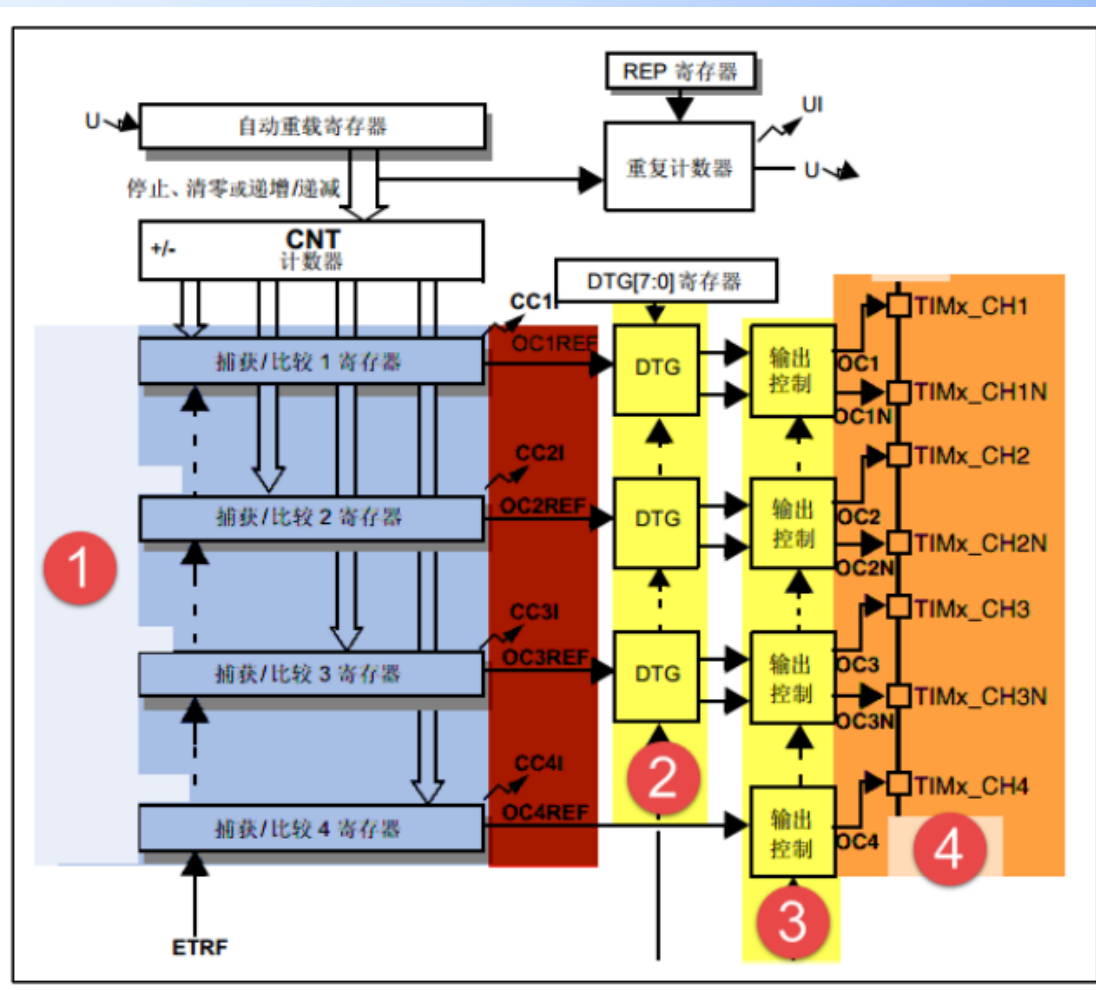 REP 寄存器
U
自动重载寄存器
UI
停止、清零或递增/递减
重复计数器
U
+/-
CNT
计数器
DTG[7:0] 寄存器
CC1I
捕获/比较 1 寄存器
OC1REF
DTG
输出
控制
OC1
OC1N
TIMx_CH1
TIMx_CH1N
CC2I
捕获/比较 2 寄存器
OC2REF
DTG
输出
控制
OC2
OC2N
TIMx_CH2
TIMx_CH2N
1
CC3I
捕获/比较 3 寄存器
OC3REF
DTG
输出
控制
OC3
OC3N
TIMx_CH3
TIMx_CH3N
2
CC4I
捕获/比较 4 寄存器
OC4REF
输出
控制
OC4
TIMx_CH4
4
3
ETRF